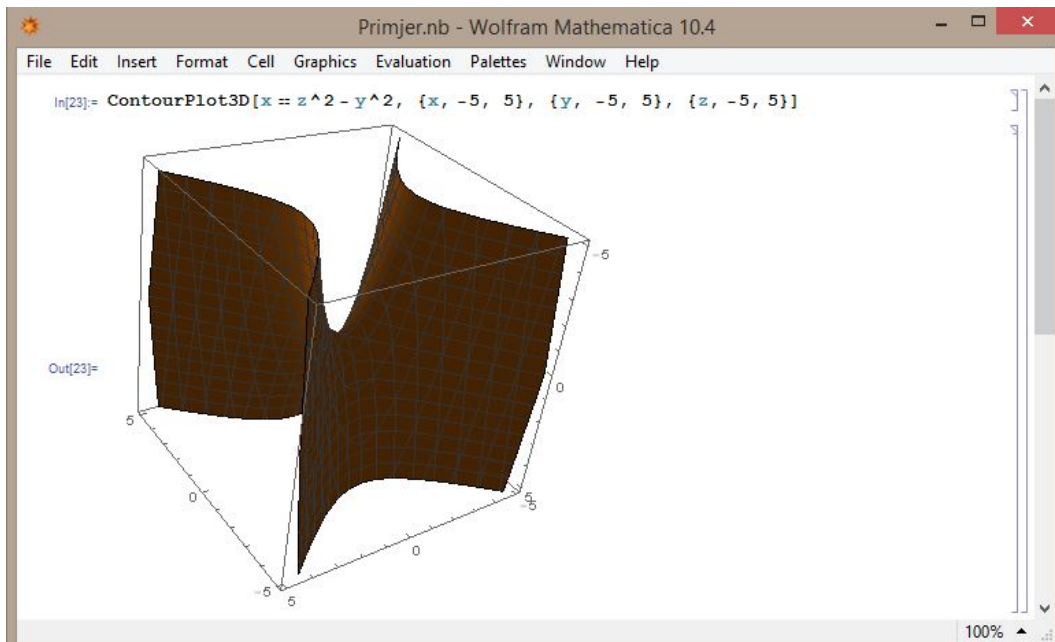 Primjer.nb - Wolfram Mathematica 10.4
File Edit Insert Format Cell Graphics Evaluation Palettes Window Help
In[23]:= ContourPlot3D[x == z^2 - y^2, {x, -5, 5}, {y, -5, 5}, {z, -5, 5}]
-5
Out[23]=
0
5
0
5
-5
0
-5
5
100%